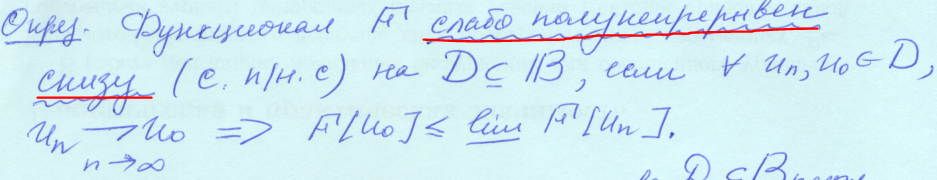 Опред. Функционал F слабо полунепрерывен
снизу (с. п/н. с) на D ⊆ B, если ∀ uₙ, u₀ ∈ D,
uₙ ⇀ u₀ => F[u₀] ≤ lim F[uₙ].
n→∞
D ⊆ B